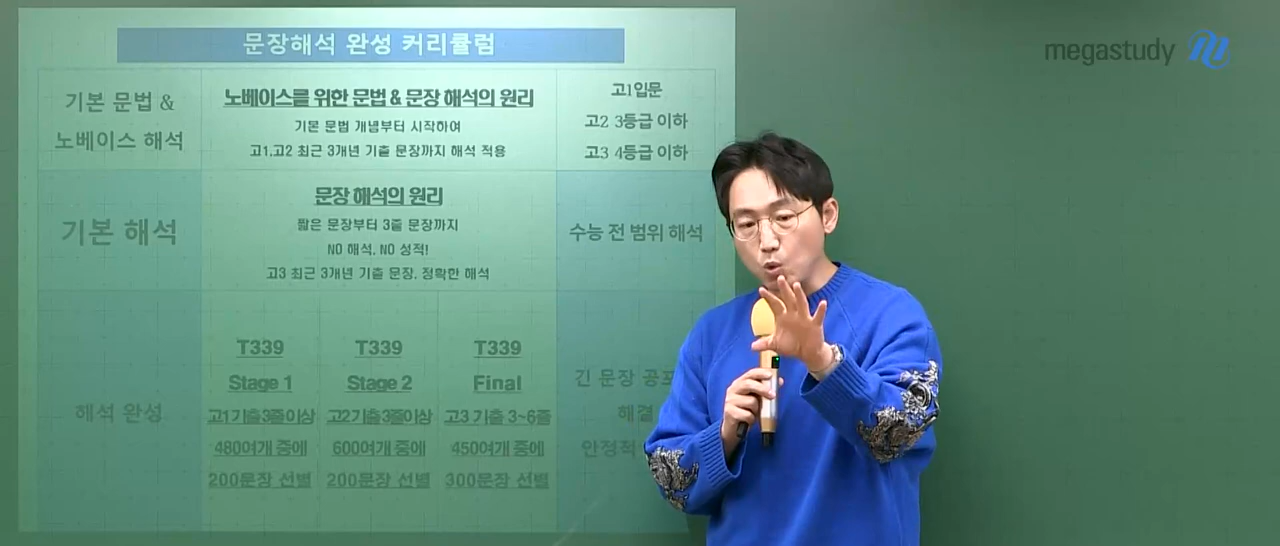 문장해석 완성 커리큘럼
megastudy
기본 문법 &
노베이스 해석
노베이스를 위한 문법 & 문장 해석의 원리
기본 문법 개념부터 시작하여
고1,고2 최근 3개년 기출 문장까지 해석 적용
고1입문
고2 3등급 이하
고3 4등급 이하
기본 해석
문장 해석의 원리
짧은 문장부터 3줄 문장까지
NO 해석, NO 성적!
고3 최근 3개년 기출 문장, 정확한 해석
수능 전 범위 해석
해석 완성
T339
Stage 1
고1기출3줄이상
480여개 중에
200문장 선별
T339
Stage 2
고2기출3줄이상
600여개 중에
200문장 선별
T339
Final
고3 기출 3~6줄
450여개 중에
300문장 선별
긴 문장
해결
안정적